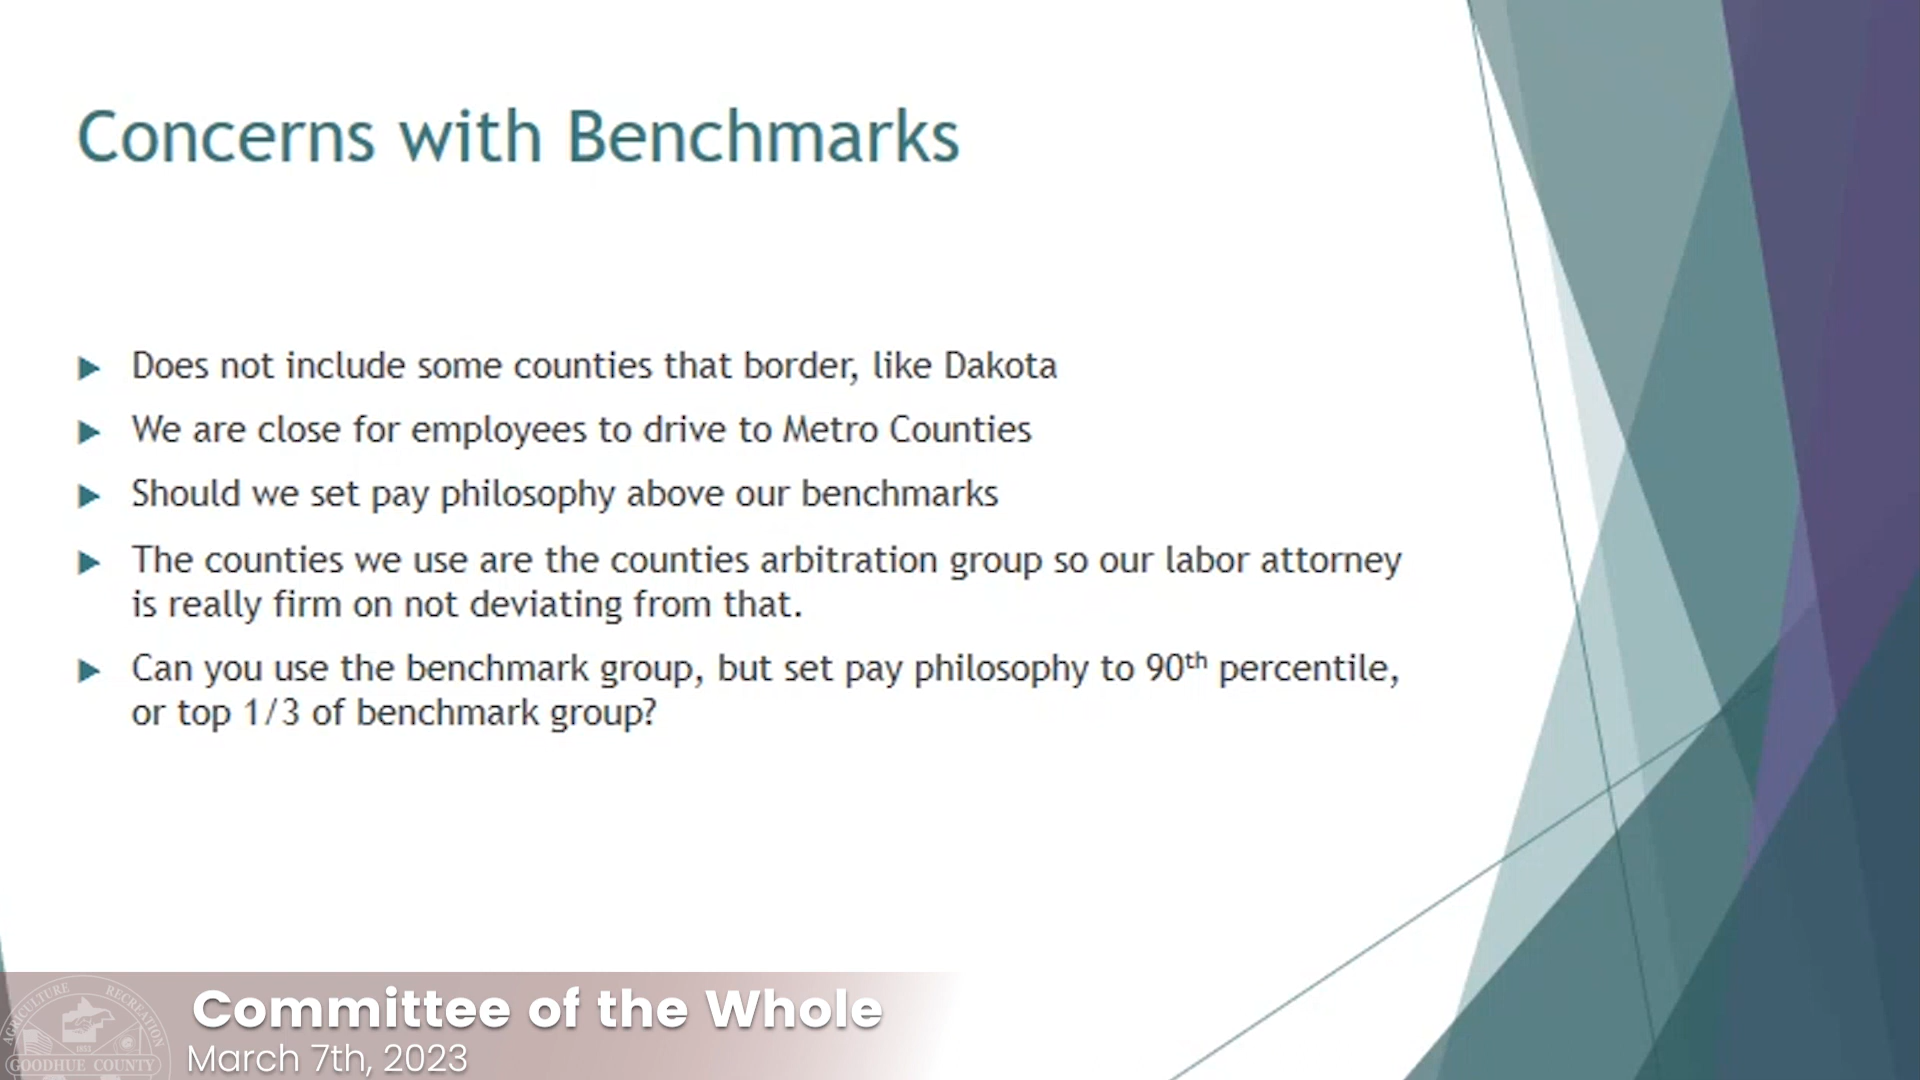 Concerns with Benchmarks
Does not include some counties that border, like Dakota
We are close for employees to drive to Metro Counties
Should we set pay philosophy above our benchmarks
The counties we use are the counties arbitration group so our labor attorney
is really firm on not deviating from that.
Can you use the benchmark group, but set pay philosophy to 90th percentile,
or top 1/3 of benchmark group?
Committee of the Whole
March 7th, 2023
AGRICULTURE RECREATION
1853
GOODHUE COUNTY